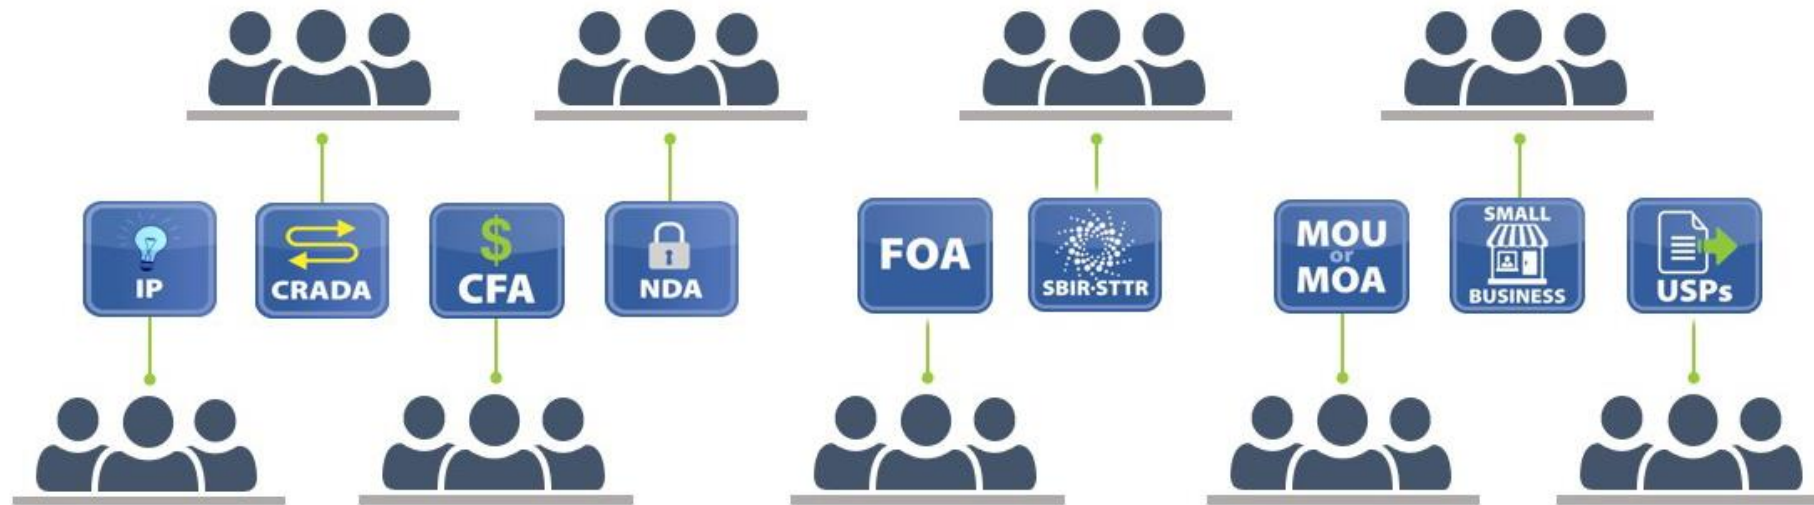 IP
CRADA
$
CFA
NDA
FOA
SBIR·STTR
MOU
or
MOA
SMALL
BUSINESS
USPs